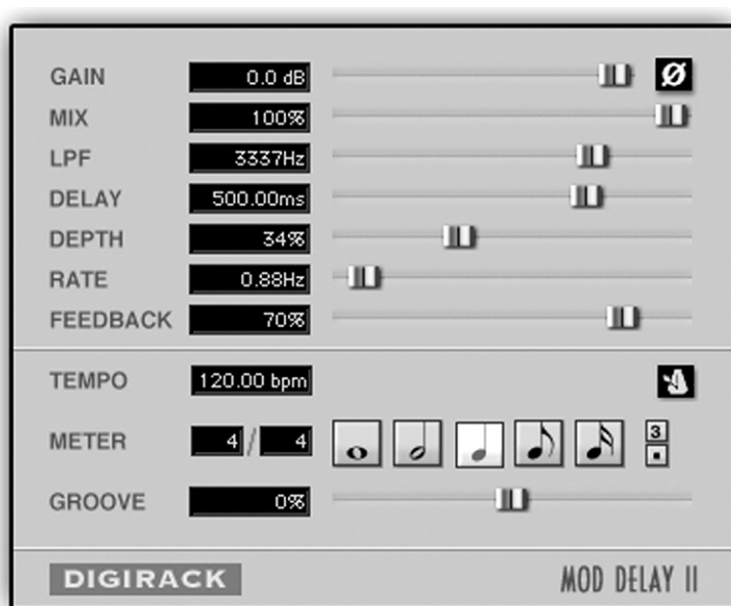 GAIN 0.0 dB Ø
MIX 100%
LPF 3337Hz
DELAY 500.00ms
DEPTH 34%
RATE 0.88Hz
FEEDBACK 70%
TEMPO 120.00 bpm
METER 4 / 4 3
GROOVE 0%
DIGIRACK MOD DELAY II